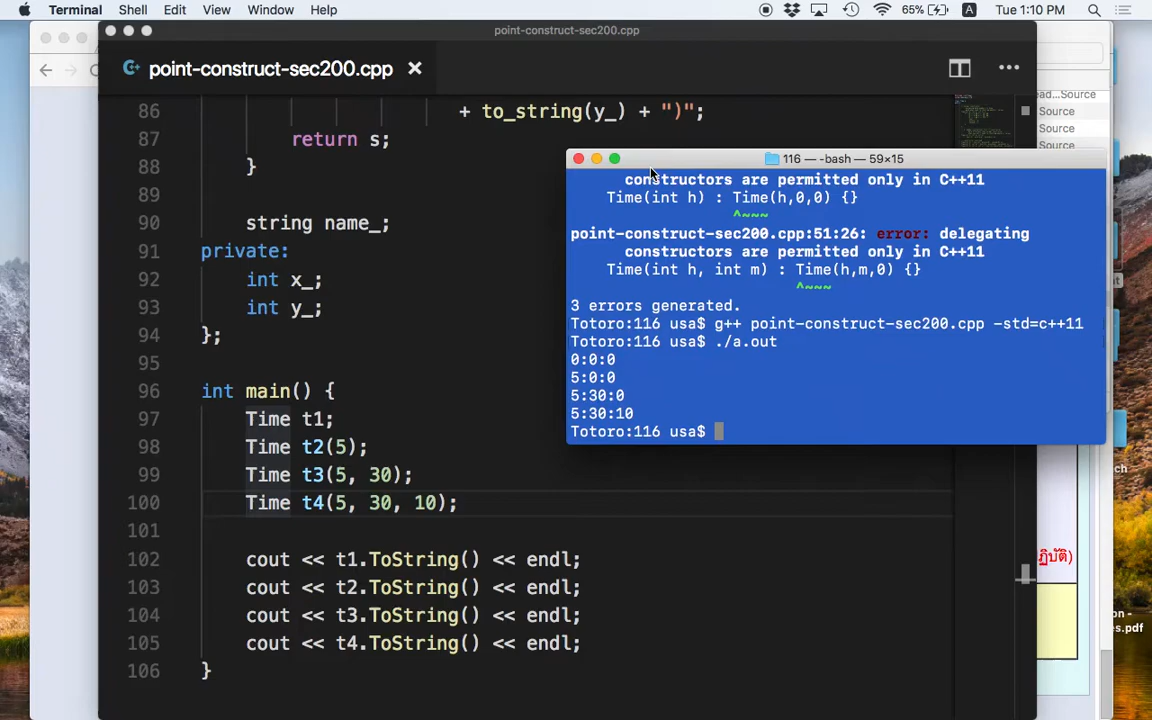 Terminal Shell Edit View Window Help 65% A Tue 1:10 PM
point-construct-sec200.cpp
point-construct-sec200.cpp
86 + to_string(y_) + ")";
87 return s;
88 }
89
90 string name_;
91 private:
92 int x_;
93 int y_;
94 };
95
96 int main() {
97 Time t1;
98 Time t2(5);
99 Time t3(5, 30);
100 Time t4(5, 30, 10);
101
102 cout << t1.ToString() << endl;
103 cout << t2.ToString() << endl;
104 cout << t3.ToString() << endl;
105 cout << t4.ToString() << endl;
106 }
116 — -bash — 59×15
constructors are permitted only in C++11
Time(int h) : Time(h,0,0) {}
^~~~
point-construct-sec200.cpp:51:26: error: delegating
constructors are permitted only in C++11
Time(int h, int m) : Time(h,m,0) {}
^~~~
3 errors generated.
Totoro:116 usa$ g++ point-construct-sec200.cpp -std=c++11
Totoro:116 usa$ ./a.out
0:0:0
5:0:0
5:30:0
5:30:10
Totoro:116 usa$
ead...Source
Source
Source
Source
ฏิบัติ)